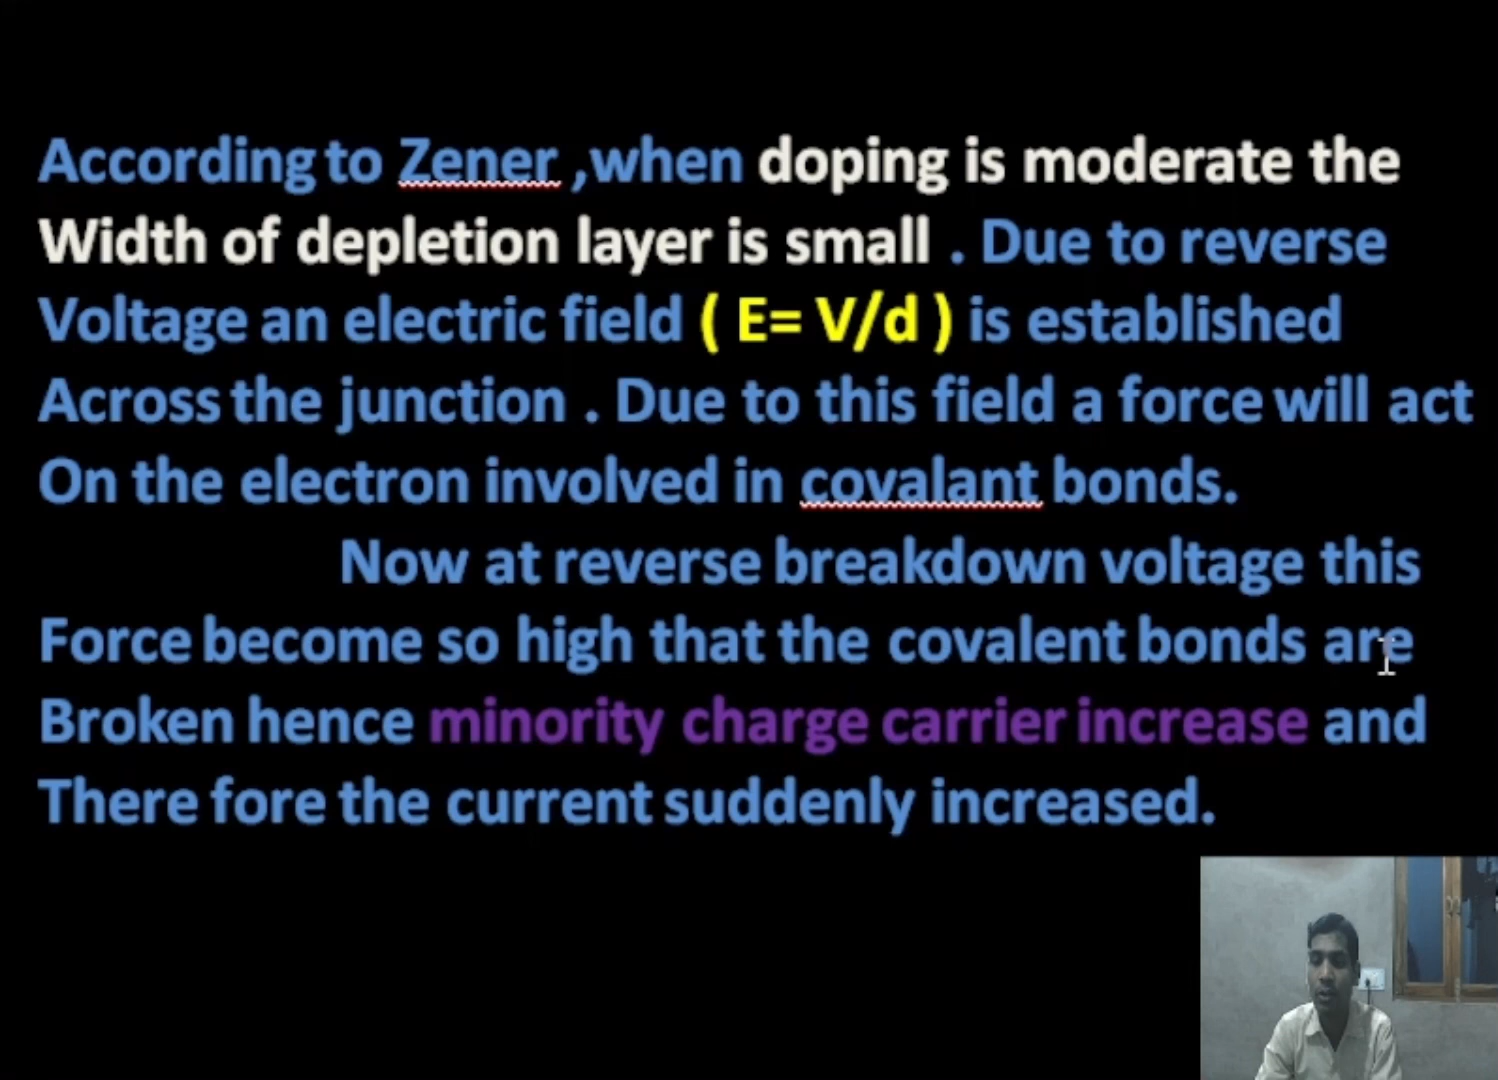 According to Zener ,when doping is moderate the
Width of depletion layer is small . Due to reverse
Voltage an electric field ( E= V/d ) is established
Across the junction . Due to this field a force will act
On the electron involved in covalant bonds.
Now at reverse breakdown voltage this
Force become so high that the covalent bonds are
Broken hence minority charge carrier increase and
There fore the current suddenly increased.